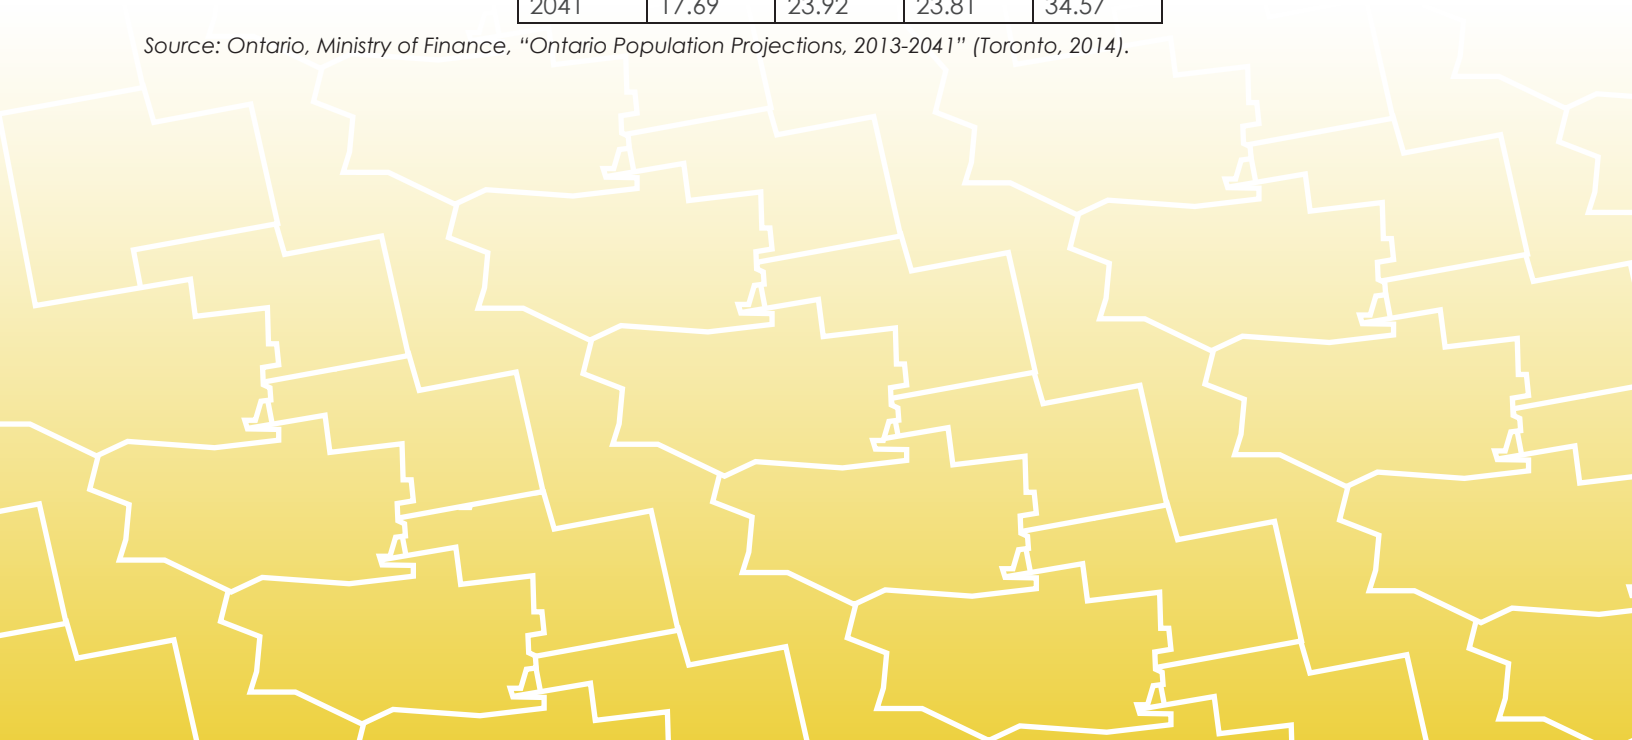 2041 17.69 23.92 23.81 34.57
Source: Ontario, Ministry of Finance, “Ontario Population Projections, 2013-2041” (Toronto, 2014).